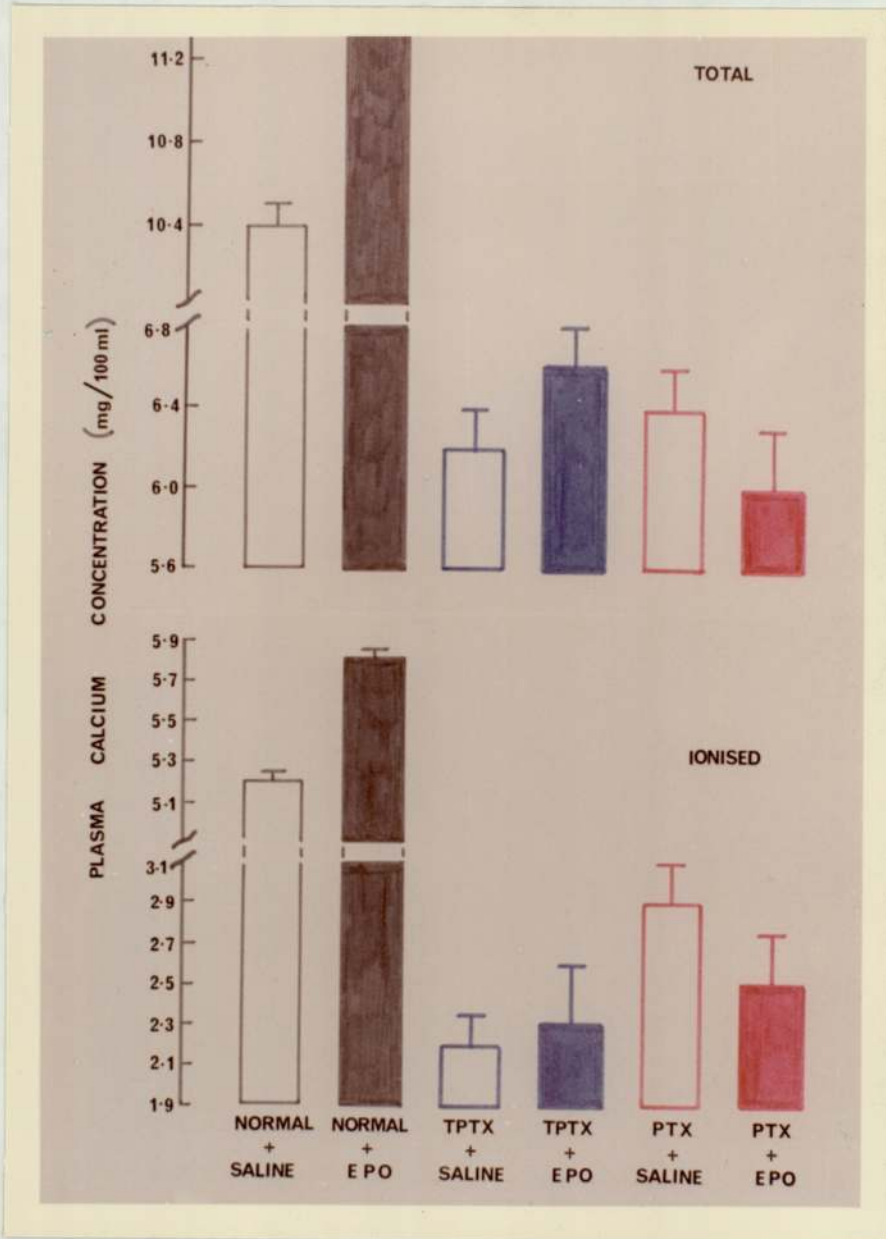 TOTAL
11·2
10·8
10·4
6·8
6·4
6·0
5·6
PLASMA CALCIUM CONCENTRATION (mg/100 ml)
IONISED
5·9
5·7
5·5
5·3
5·1
3·1
2·9
2·7
2·5
2·3
2·1
1·9
NORMAL + SALINE
NORMAL + EPO
TPTX + SALINE
TPTX + EPO
PTX + SALINE
PTX + EPO